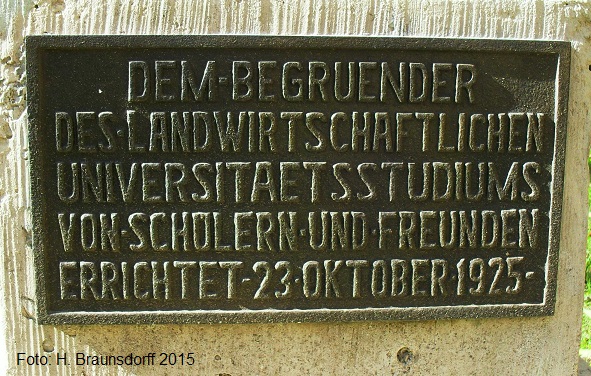 DEM-BEGRUENDER
DES·LANDWIRTSCHAFTLICHEN
UNIVERSITAETSSTUDIUMS
VON·SCHÜLERN·UND·FREUNDEN
ERRICHTET-23·OKTOBER·1925-
Foto: H. Braunsdorff 2015